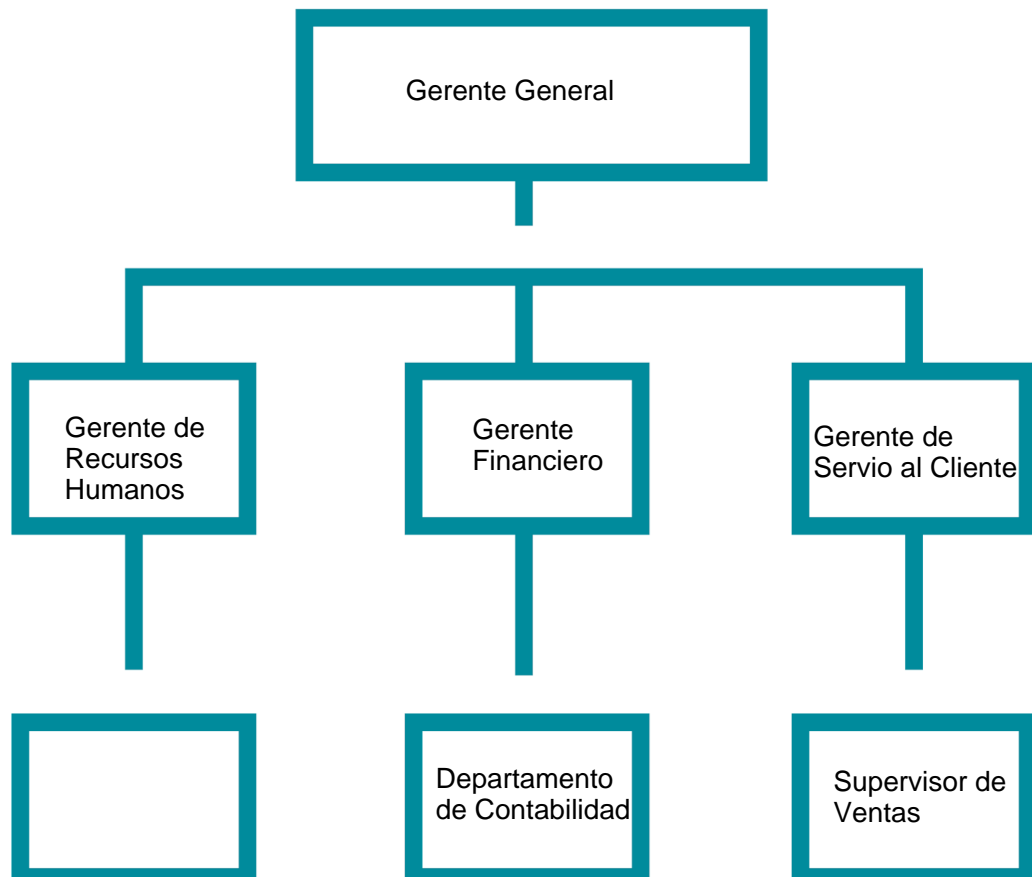 Gerente General
Gerente de
Recursos
Humanos
Gerente
Financiero
Gerente de
Servio al Cliente
Departamento
de Contabilidad
Supervisor de
Ventas